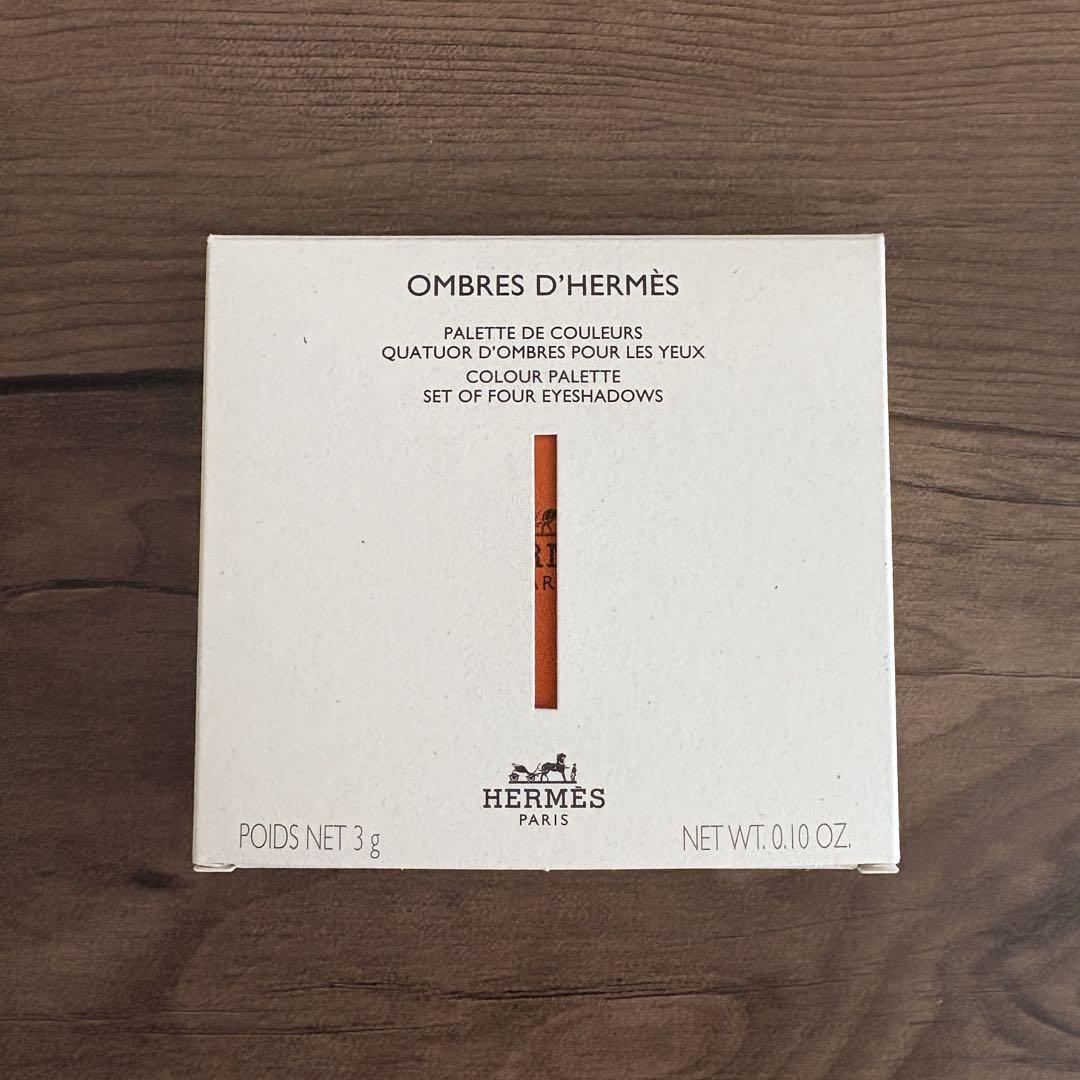 OMBRES D'HERMÈS
PALETTE DE COULEURS
QUATUOR D'OMBRES POUR LES YEUX
COLOUR PALETTE
SET OF FOUR EYESHADOWS
HERMÈS
PARIS
POIDS NET 3 g
NET WT. 0.10 OZ.